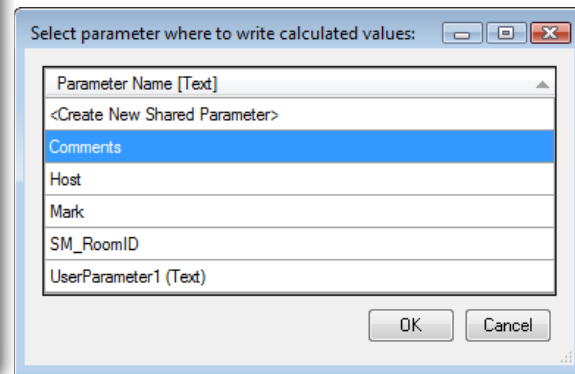 Select parameter where to write calculated values:
Parameter Name [Text]
<Create New Shared Parameter>
Comments
Host
Mark
SM_RoomID
UserParameter1 (Text)
OK Cancel